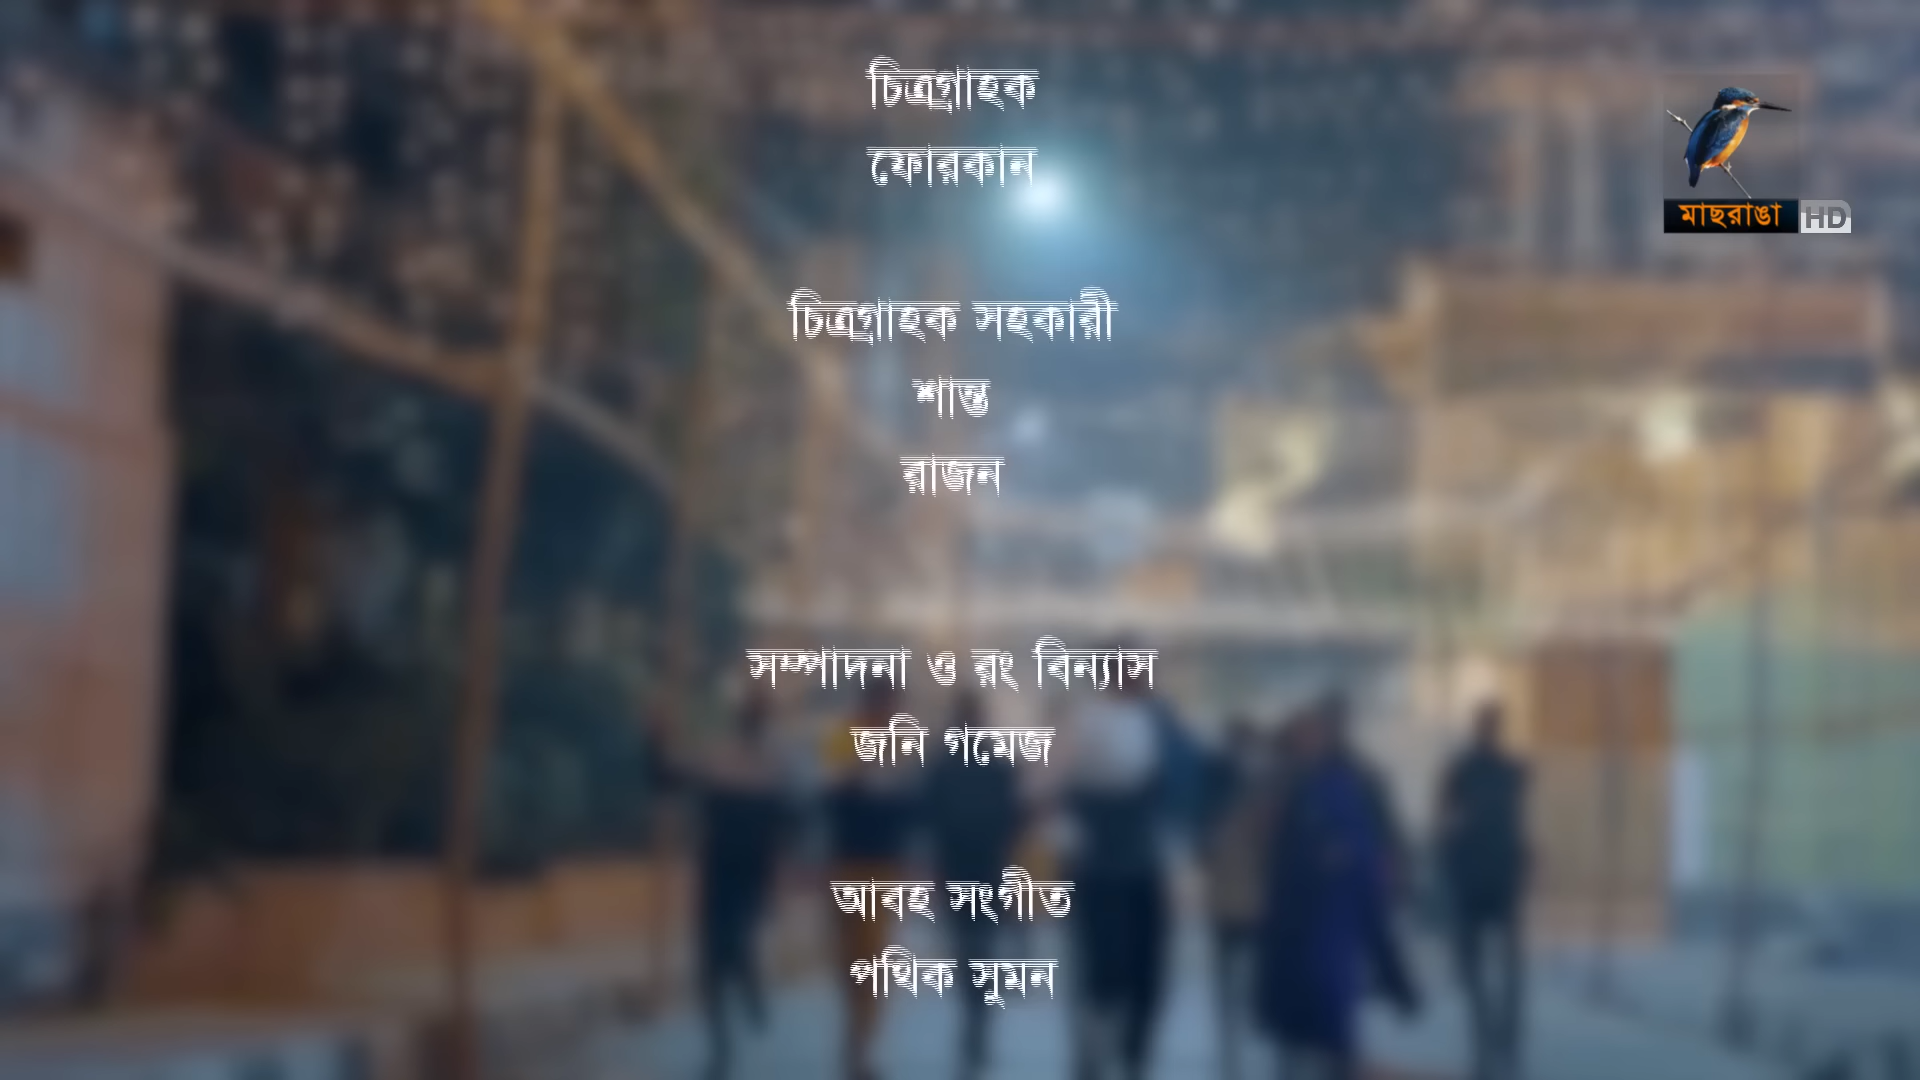 চিত্রগ্রাহক
ফোরকান
মাছরাঙা HD
চিত্রগ্রাহক সহকারী
শান্ত
রাজন
সম্পাদনা ও রং বিন্যাস
জনি গমেজ
আবহ সংগীত
পথিক সুমন